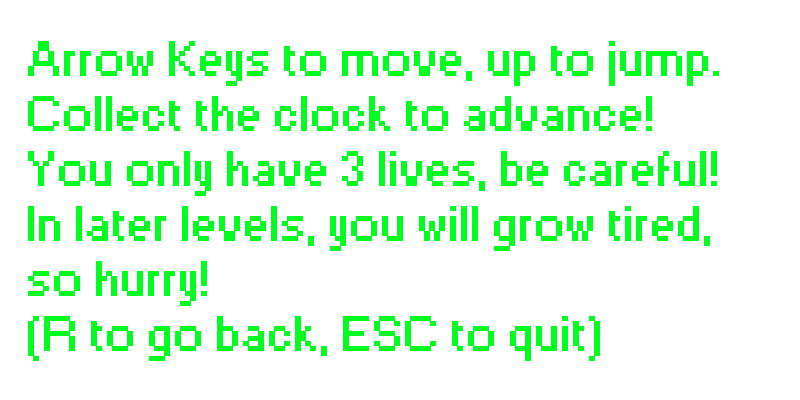 Arrow Keys to move, up to jump.
Collect the clock to advance!
You only have 3 lives, be careful!
In later levels, you will grow tired,
so hurry!
(R to go back, ESC to quit)